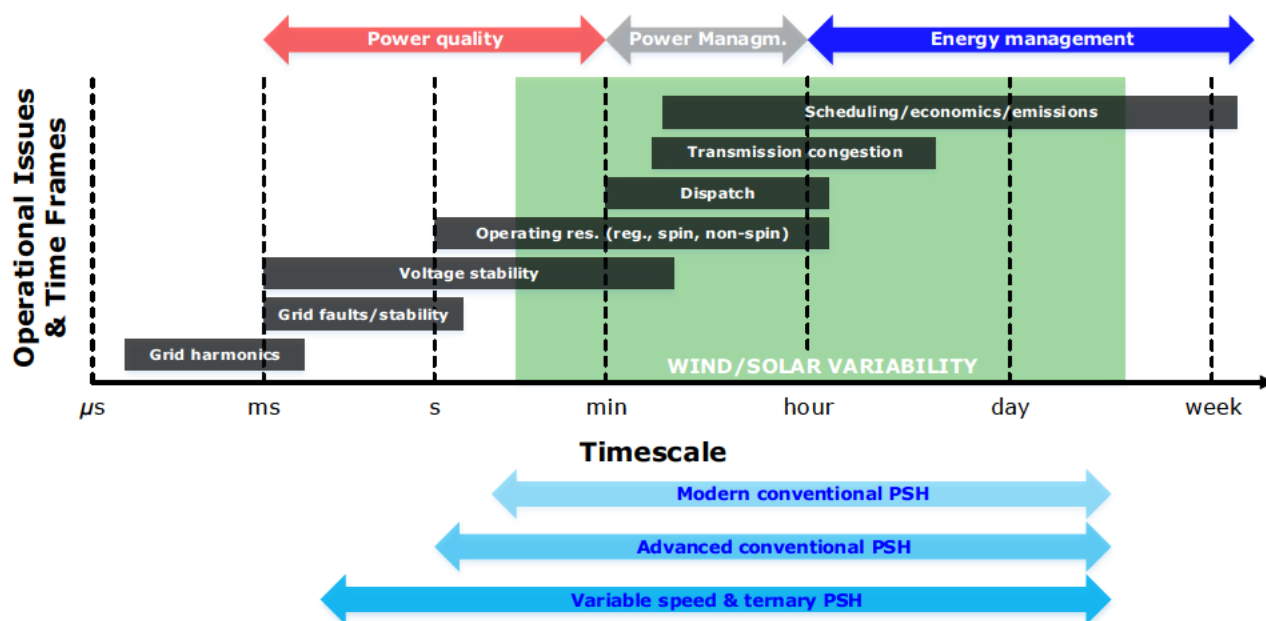 Power quality
Power Managm.
Energy management
Operational Issues
& Time Frames
Scheduling/economics/emissions
Transmission congestion
Dispatch
Operating res. (reg., spin, non-spin)
Voltage stability
Grid faults/stability
Grid harmonics
WIND/SOLAR VARIABILITY
µs
ms
s
min
hour
day
week
Timescale
Modern conventional PSH
Advanced conventional PSH
Variable speed & ternary PSH